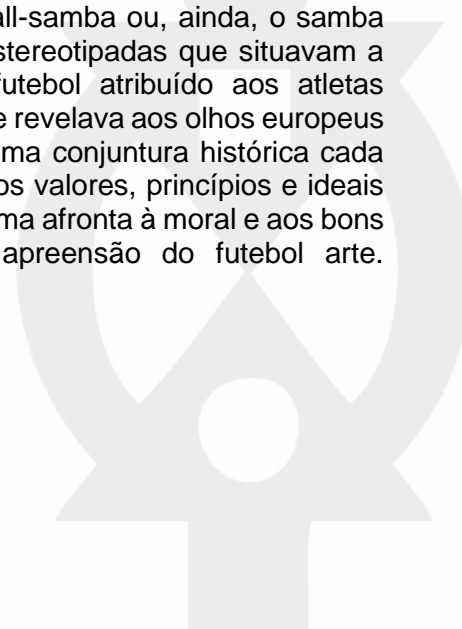 all-samba ou, ainda, o samba
stereotipadas que situavam a
futebol atribuído aos atletas
e revelava aos olhos europeus
ma conjuntura histórica cada
os valores, princípios e ideais
ma afronta à moral e aos bons
apreensão do futebol arte.